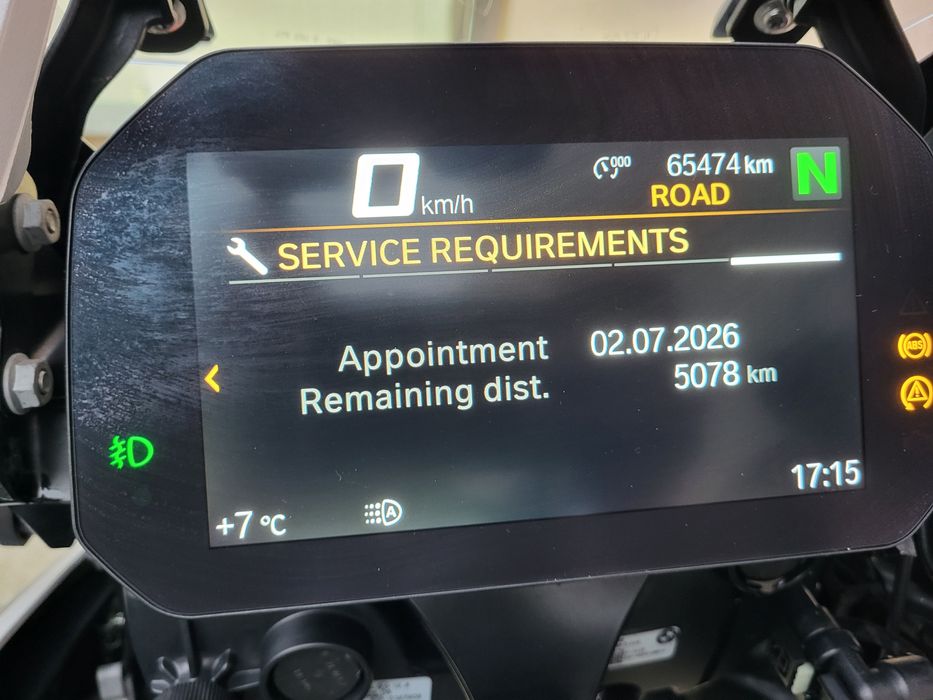 0 km/h
000 65474 km N
ROAD
SERVICE REQUIREMENTS
Appointment 02.07.2026
Remaining dist. 5078 km
ABS
17:15
+7 °C
A